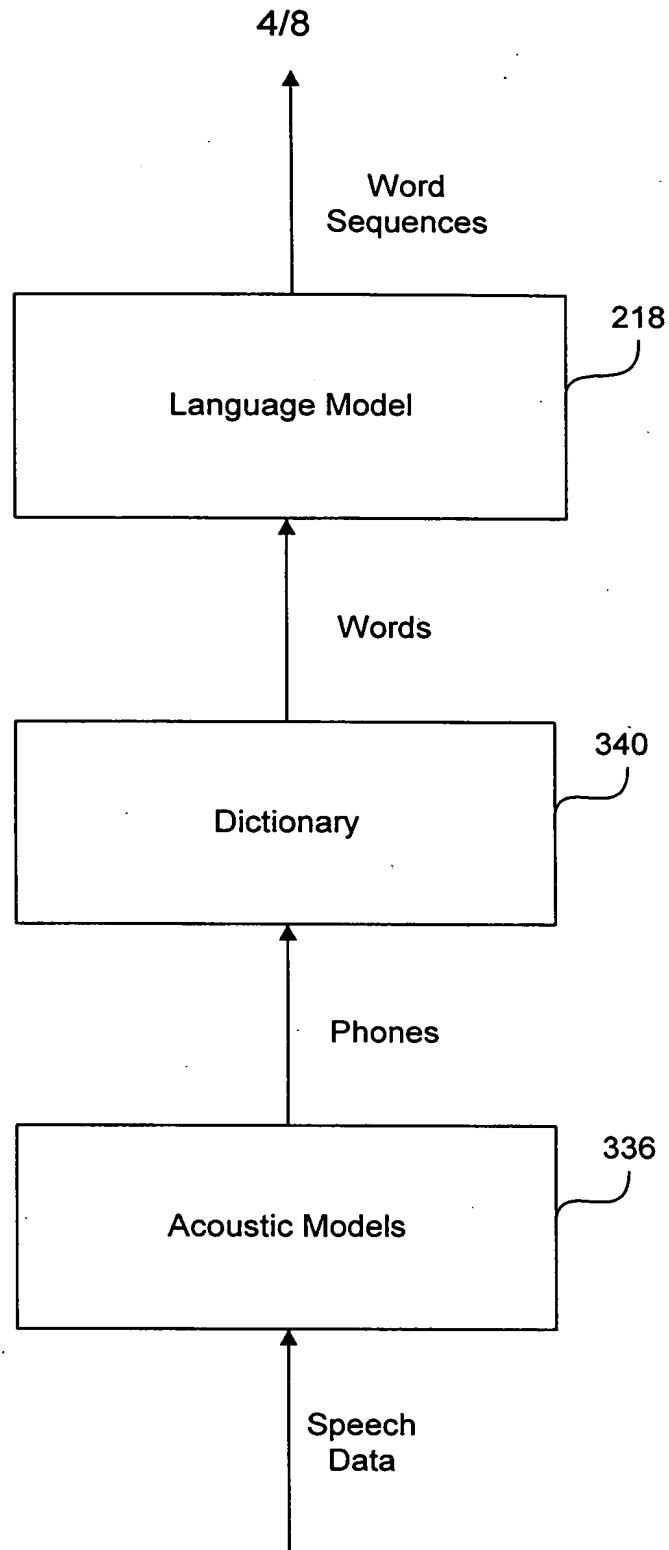 4/8
Word
Sequences
218
Language Model
Words
340
Dictionary
Phones
336
Acoustic Models
Speech
Data